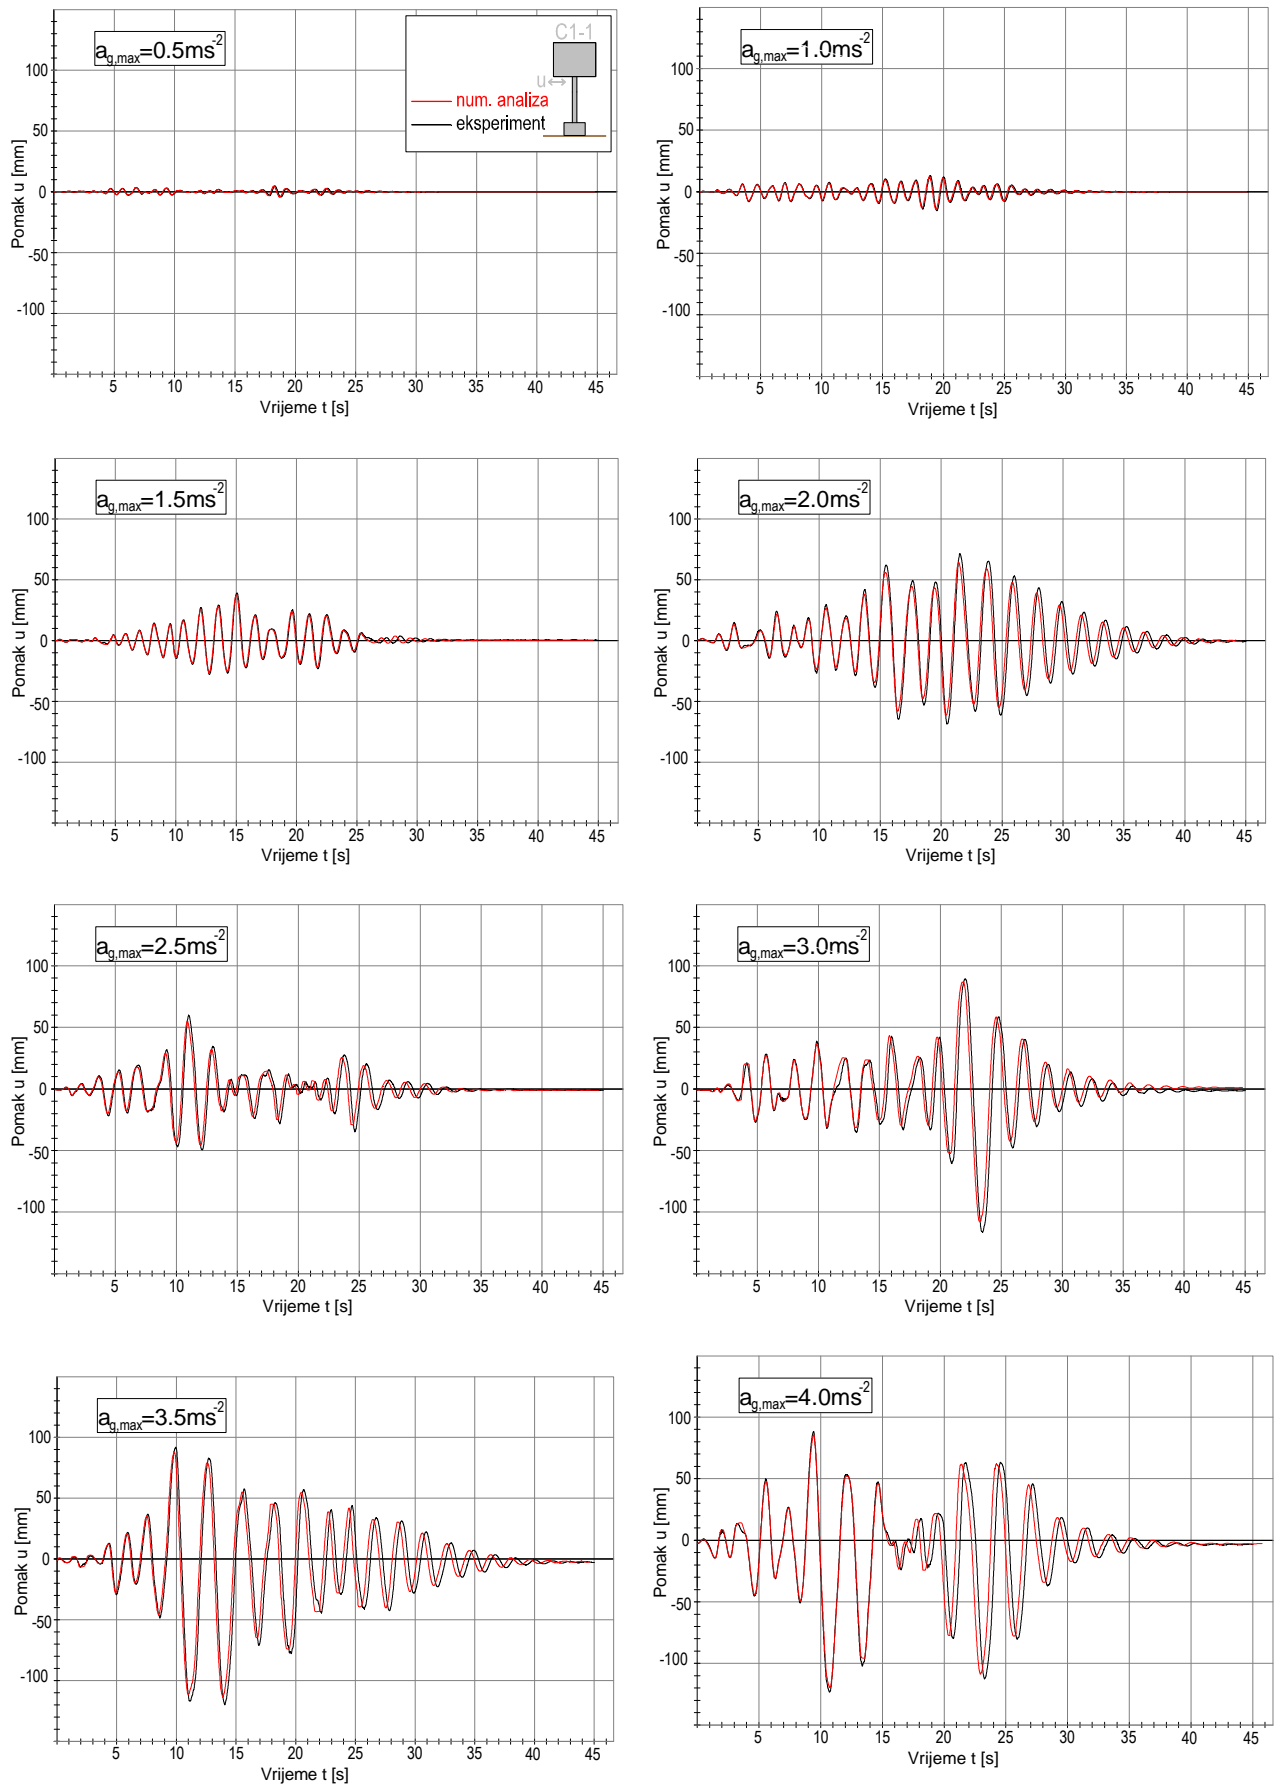 a_g,max=0.5ms^-2
C1-1
u
num. analiza
eksperiment
Pomak u [mm]
100
50
0
-50
-100
5 10 15 20 25 30 35 40 45
Vrijeme t [s]
a_g,max=1.0ms^-2
Pomak u [mm]
100
50
0
-50
-100
5 10 15 20 25 30 35 40 45
Vrijeme t [s]
a_g,max=1.5ms^-2
Pomak u [mm]
100
50
0
-50
-100
5 10 15 20 25 30 35 40 45
Vrijeme t [s]
a_g,max=2.0ms^-2
Pomak u [mm]
100
50
0
-50
-100
5 10 15 20 25 30 35 40 45
Vrijeme t [s]
a_g,max=2.5ms^-2
Pomak u [mm]
100
50
0
-50
-100
5 10 15 20 25 30 35 40 45
Vrijeme t [s]
a_g,max=3.0ms^-2
Pomak u [mm]
100
50
0
-50
-100
5 10 15 20 25 30 35 40 45
Vrijeme t [s]
a_g,max=3.5ms^-2
Pomak u [mm]
100
50
0
-50
-100
5 10 15 20 25 30 35 40 45
Vrijeme t [s]
a_g,max=4.0ms^-2
Pomak u [mm]
100
50
0
-50
-100
5 10 15 20 25 30 35 40 45
Vrijeme t [s]